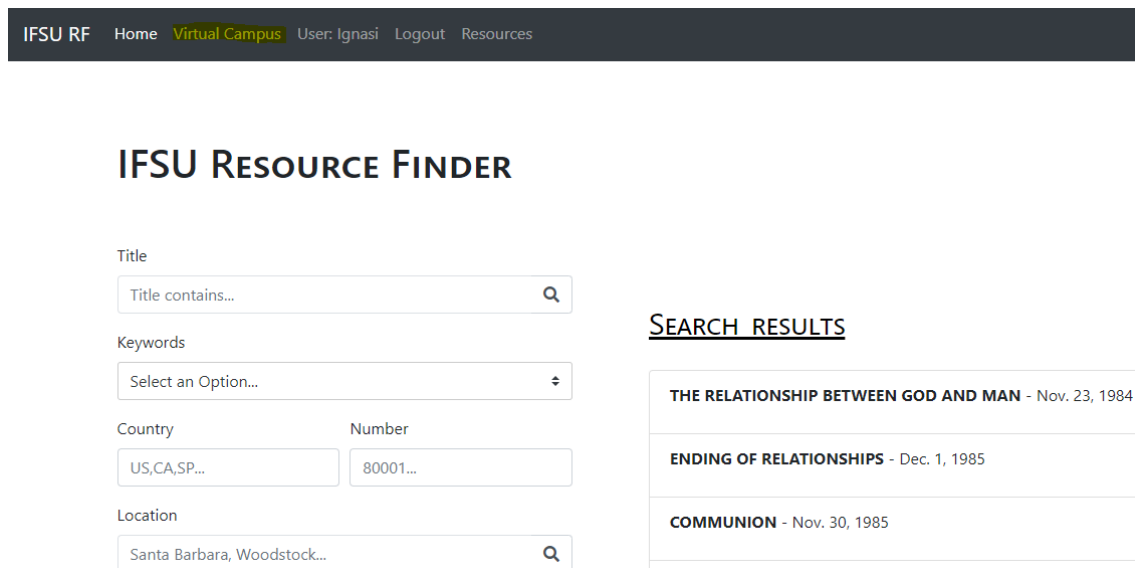 IFSU RF Home Virtual Campus User: Ignasi Logout Resources
IFSU Resource Finder
Title
Title contains...
Keywords
Select an Option...
Country Number
US,CA,SP... 80001...
Location
Santa Barbara, Woodstock...
Search results
THE RELATIONSHIP BETWEEN GOD AND MAN - Nov. 23, 1984
ENDING OF RELATIONSHIPS - Dec. 1, 1985
COMMUNION - Nov. 30, 1985